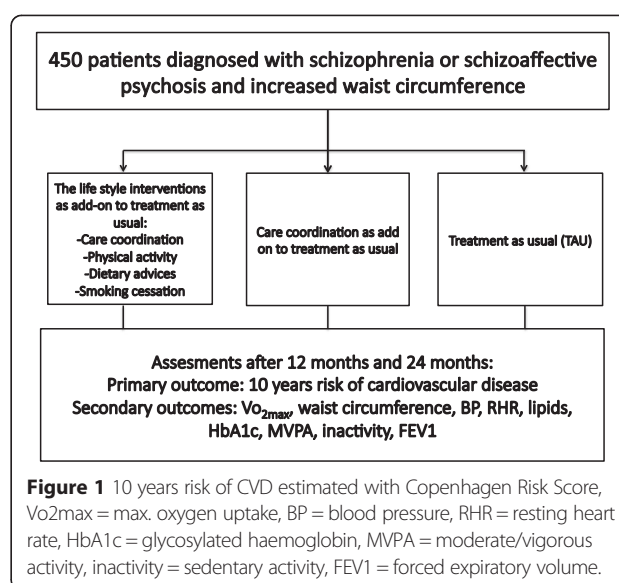 450 patients diagnosed with schizophrenia or schizoaffective
psychosis and increased waist circumference
The life style interventions
as add-on to treatment as
usual:
-Care coordination
-Physical activity
-Dietary advices
-Smoking cessation
Care coordination as add
on to treatment as usual
Treatment as usual (TAU)
Assesments after 12 months and 24 months:
Primary outcome: 10 years risk of cardiovascular disease
Secondary outcomes: Vo2max, waist circumference, BP, RHR, lipids,
HbA1c, MVPA, inactivity, FEV1
Figure 1 10 years risk of CVD estimated with Copenhagen Risk Score,
Vo2max = max. oxygen uptake, BP = blood pressure, RHR = resting heart
rate, HbA1c = glycosylated haemoglobin, MVPA = moderate/vigorous
activity, inactivity = sedentary activity, FEV1 = forced expiratory volume.